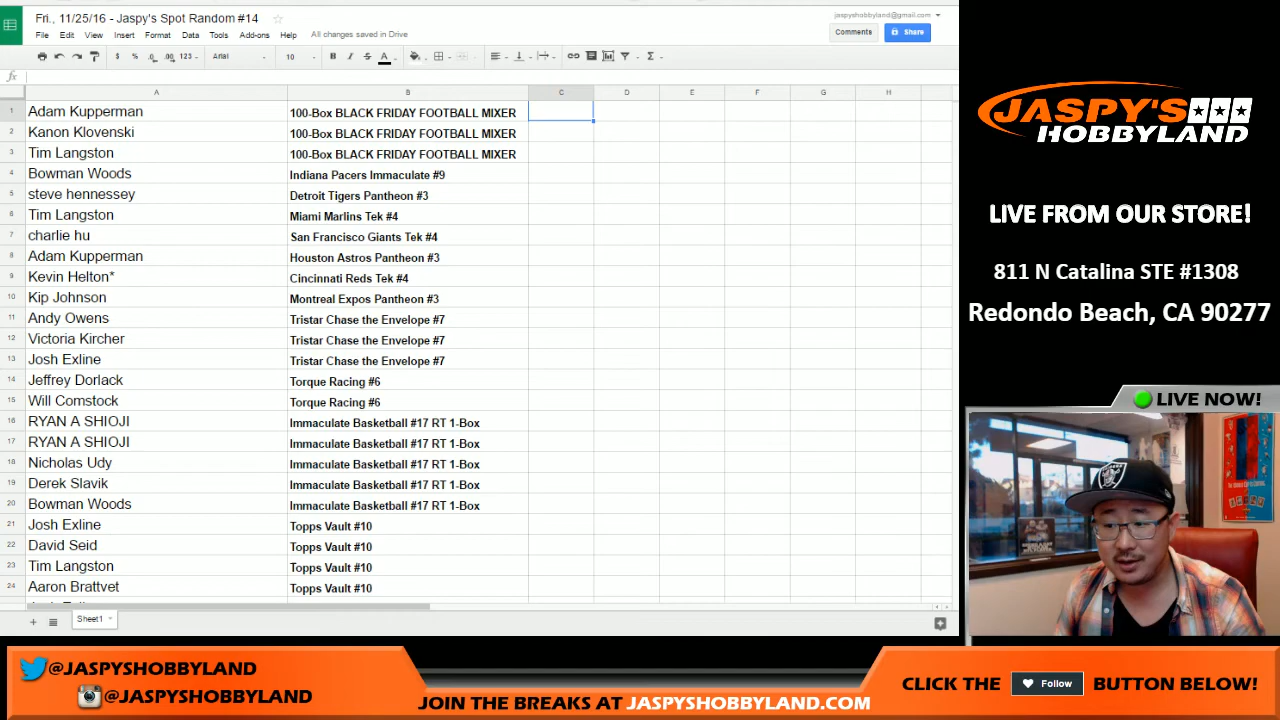 Fri., 11/25/16 - Jaspy's Spot Random #14
jaspyshobbyland@gmail.com
File Edit View Insert Format Data Tools Add-ons Help All changes saved in Drive
Comments
Share
$ % .0 .00 123 Arial 10 B I S A Σ
fx
A B C D E F G H
1 Adam Kupperman 100-Box BLACK FRIDAY FOOTBALL MIXER
2 Kanon Klovenski 100-Box BLACK FRIDAY FOOTBALL MIXER
3 Tim Langston 100-Box BLACK FRIDAY FOOTBALL MIXER
4 Bowman Woods Indiana Pacers Immaculate #9
5 steve hennessey Detroit Tigers Pantheon #3
6 Tim Langston Miami Marlins Tek #4
7 charlie hu San Francisco Giants Tek #4
8 Adam Kupperman Houston Astros Pantheon #3
9 Kevin Helton* Cincinnati Reds Tek #4
10 Kip Johnson Montreal Expos Pantheon #3
11 Andy Owens Tristar Chase the Envelope #7
12 Victoria Kircher Tristar Chase the Envelope #7
13 Josh Exline Tristar Chase the Envelope #7
14 Jeffrey Dorlack Torque Racing #6
15 Will Comstock Torque Racing #6
16 RYAN A SHIOJI Immaculate Basketball #17 RT 1-Box
17 RYAN A SHIOJI Immaculate Basketball #17 RT 1-Box
18 Nicholas Udy Immaculate Basketball #17 RT 1-Box
19 Derek Slavik Immaculate Basketball #17 RT 1-Box
20 Bowman Woods Immaculate Basketball #17 RT 1-Box
21 Josh Exline Topps Vault #10
22 David Seid Topps Vault #10
23 Tim Langston Topps Vault #10
24 Aaron Brattvet Topps Vault #10
Sheet1
JASPY'S
HOBBYLAND
LIVE FROM OUR STORE!
811 N Catalina STE #1308
Redondo Beach, CA 90277
LIVE NOW!
@JASPYSHOBBYLAND
@JASPYSHOBBYLAND
JOIN THE BREAKS AT JASPYSHOBBYLAND.COM
CLICK THE Follow BUTTON BELOW!